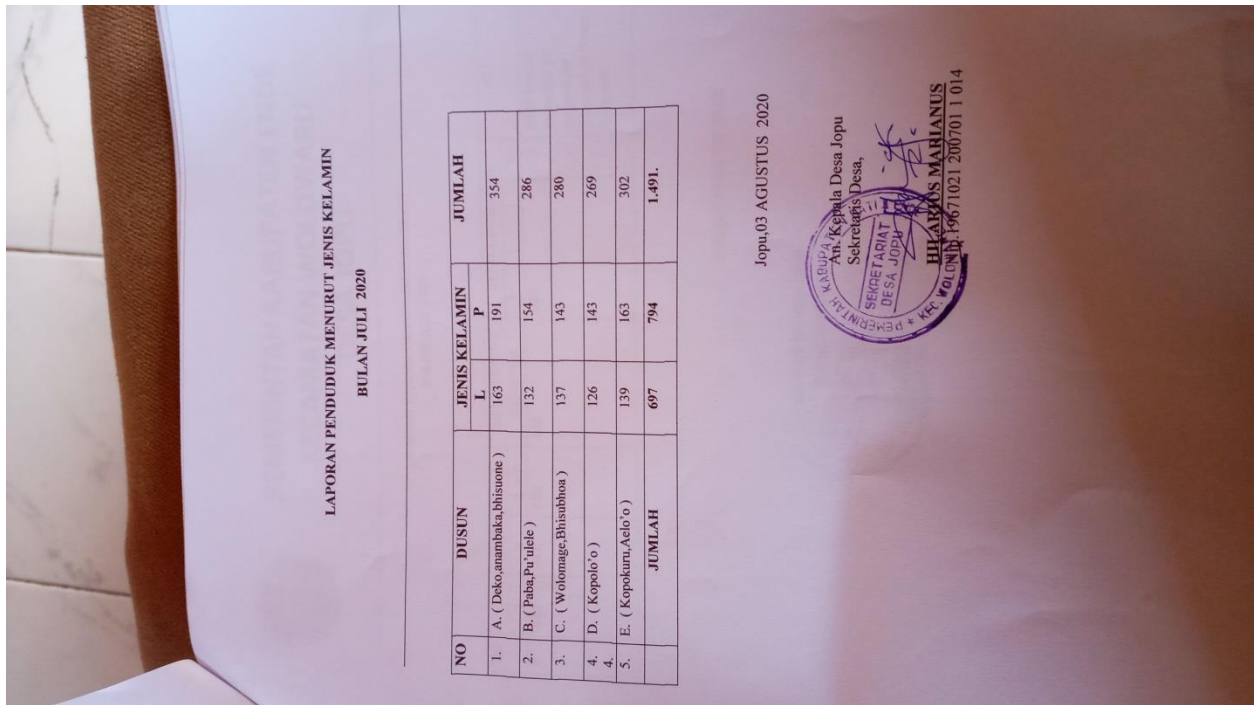 LAPORAN PENDUDUK MENURUT JENIS KELAMIN
BULAN JULI 2020
NO DUSUN JENIS KELAMIN JUMLAH
L P
1. A. ( Deko,anambaka,bhisuone ) 163 191 354
2. B. ( Paba,Pu'ulele ) 132 154 286
3. C. ( Wolomage,Bhisubhoa ) 137 143 280
4. D. ( Kopolo'o ) 126 143 269
4.
5. E. ( Kopokuru,Aelo'o ) 139 163 302
JUMLAH 697 794 1.491.
Jopu,03 AGUSTUS 2020
An. Kepala Desa Jopu
Sekretaris Desa,
HILARIUS MARIANUS
19671021 200701 1 014
PEMERINTAH KABUPA
SEKRETARIAT
DESA JOPU
* KEC.